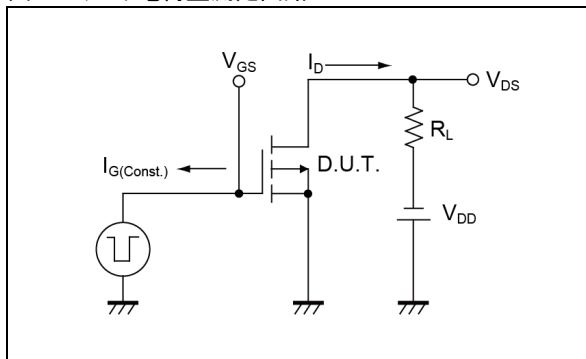 V_GS
I_D
V_DS
R_L
I_G(Const.)
D.U.T.
V_DD